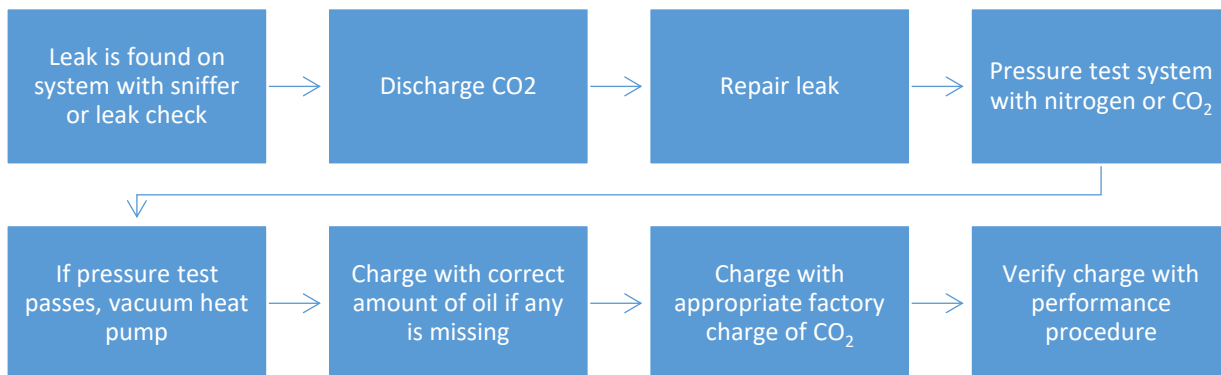 Leak is found on
system with sniffer
or leak check
Discharge CO2
Repair leak
Pressure test system
with nitrogen or CO₂
If pressure test
passes, vacuum heat
pump
Charge with correct
amount of oil if any
is missing
Charge with
appropriate factory
charge of CO₂
Verify charge with
performance
procedure